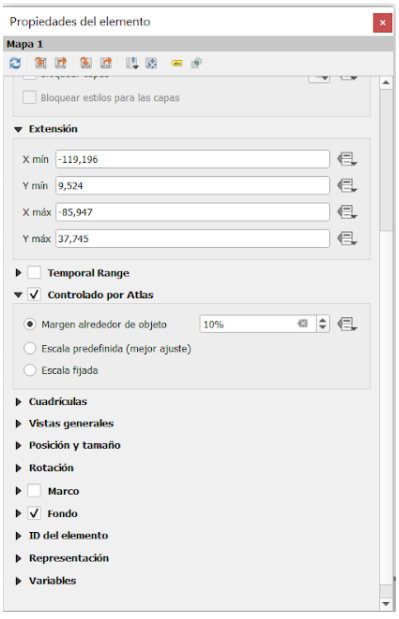 Propiedades del elemento
Mapa 1
Bloquear capas
Bloquear estilos para las capas
Extensión
X mín -119,196
Y mín 9,524
X máx -85,947
Y máx 37,745
Temporal Range
Controlado por Atlas
Margen alrededor de objeto 10%
Escala predefinida (mejor ajuste)
Escala fijada
Cuadrículas
Vistas generales
Posición y tamaño
Rotación
Marco
Fondo
ID del elemento
Representación
Variables